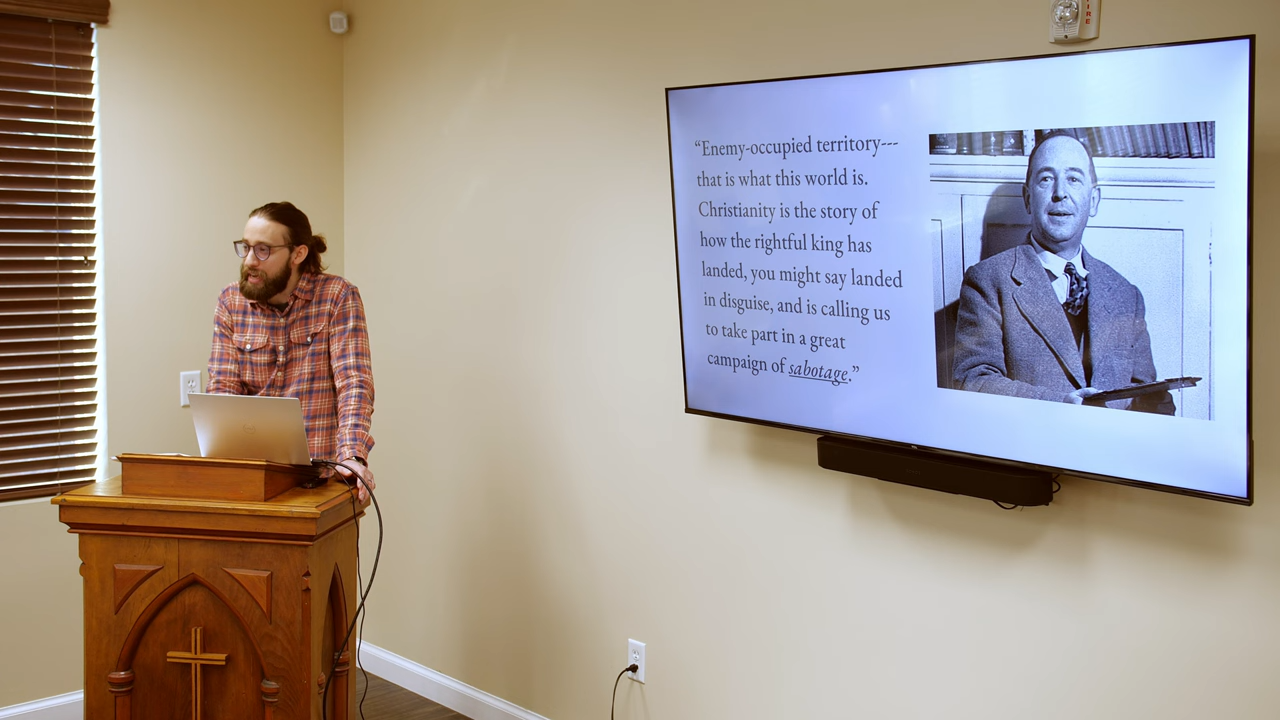 “Enemy-occupied territory---
that is what this world is.
Christianity is the story of
how the rightful king has
landed, you might say landed
in disguise, and is calling us
to take part in a great
campaign of sabotage.”
FIRE